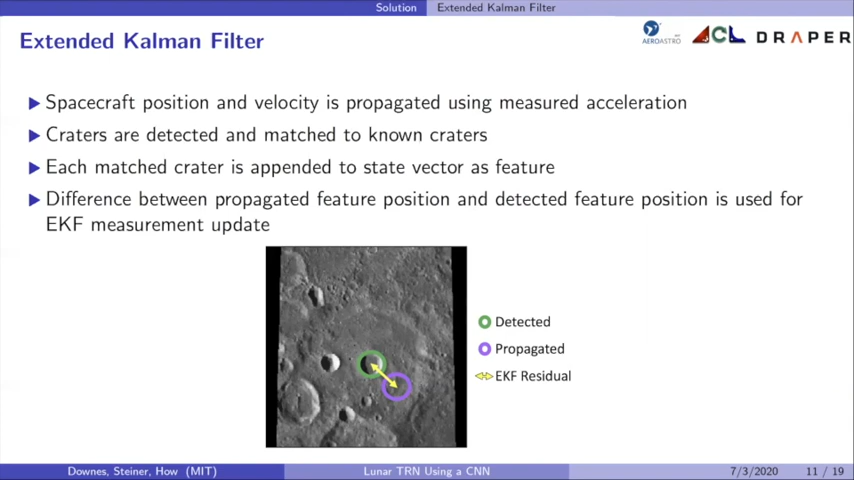 Solution Extended Kalman Filter
Extended Kalman Filter
AEROASTRO ACL DRAPER
Spacecraft position and velocity is propagated using measured acceleration
Craters are detected and matched to known craters
Each matched crater is appended to state vector as feature
Difference between propagated feature position and detected feature position is used for
EKF measurement update
Detected
Propagated
EKF Residual
Downes, Steiner, How (MIT) Lunar TRN Using a CNN 7/3/2020 11 / 19